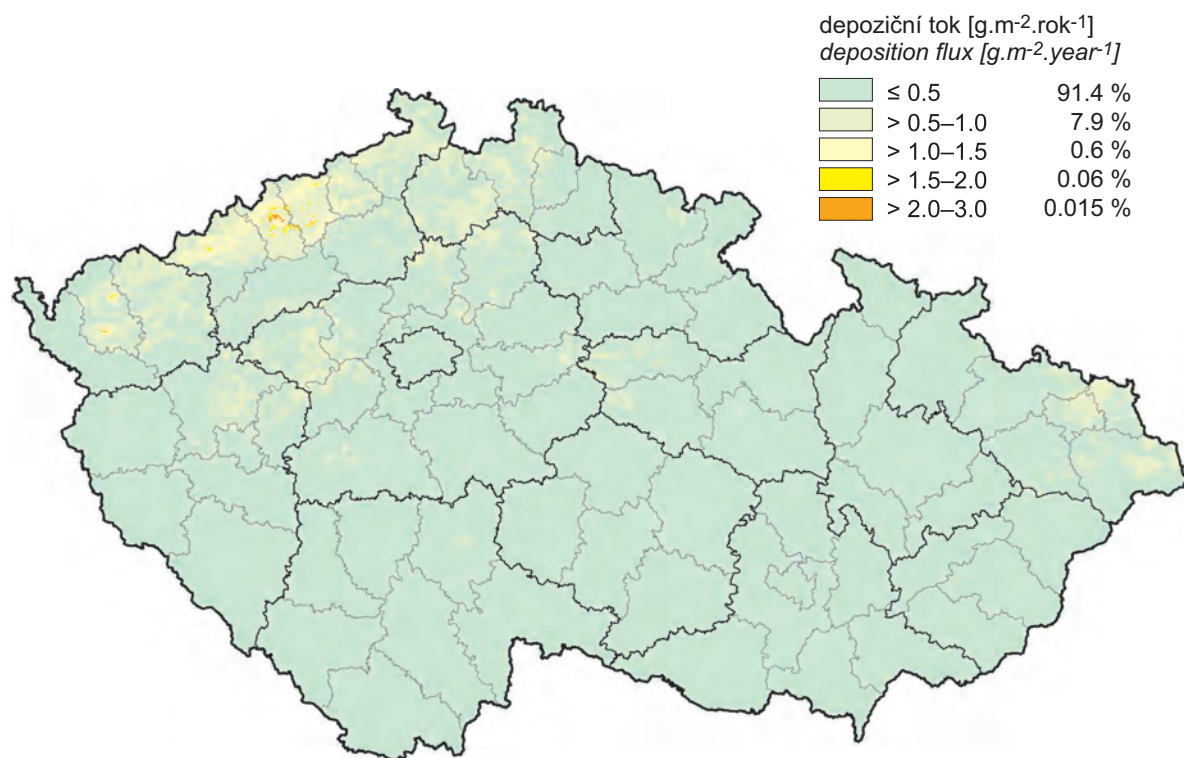 depoziční tok [g.m-2.rok-1]
deposition flux [g.m-2.year-1]
≤ 0.5 91.4 %
> 0.5–1.0 7.9 %
> 1.0–1.5 0.6 %
> 1.5–2.0 0.06 %
> 2.0–3.0 0.015 %